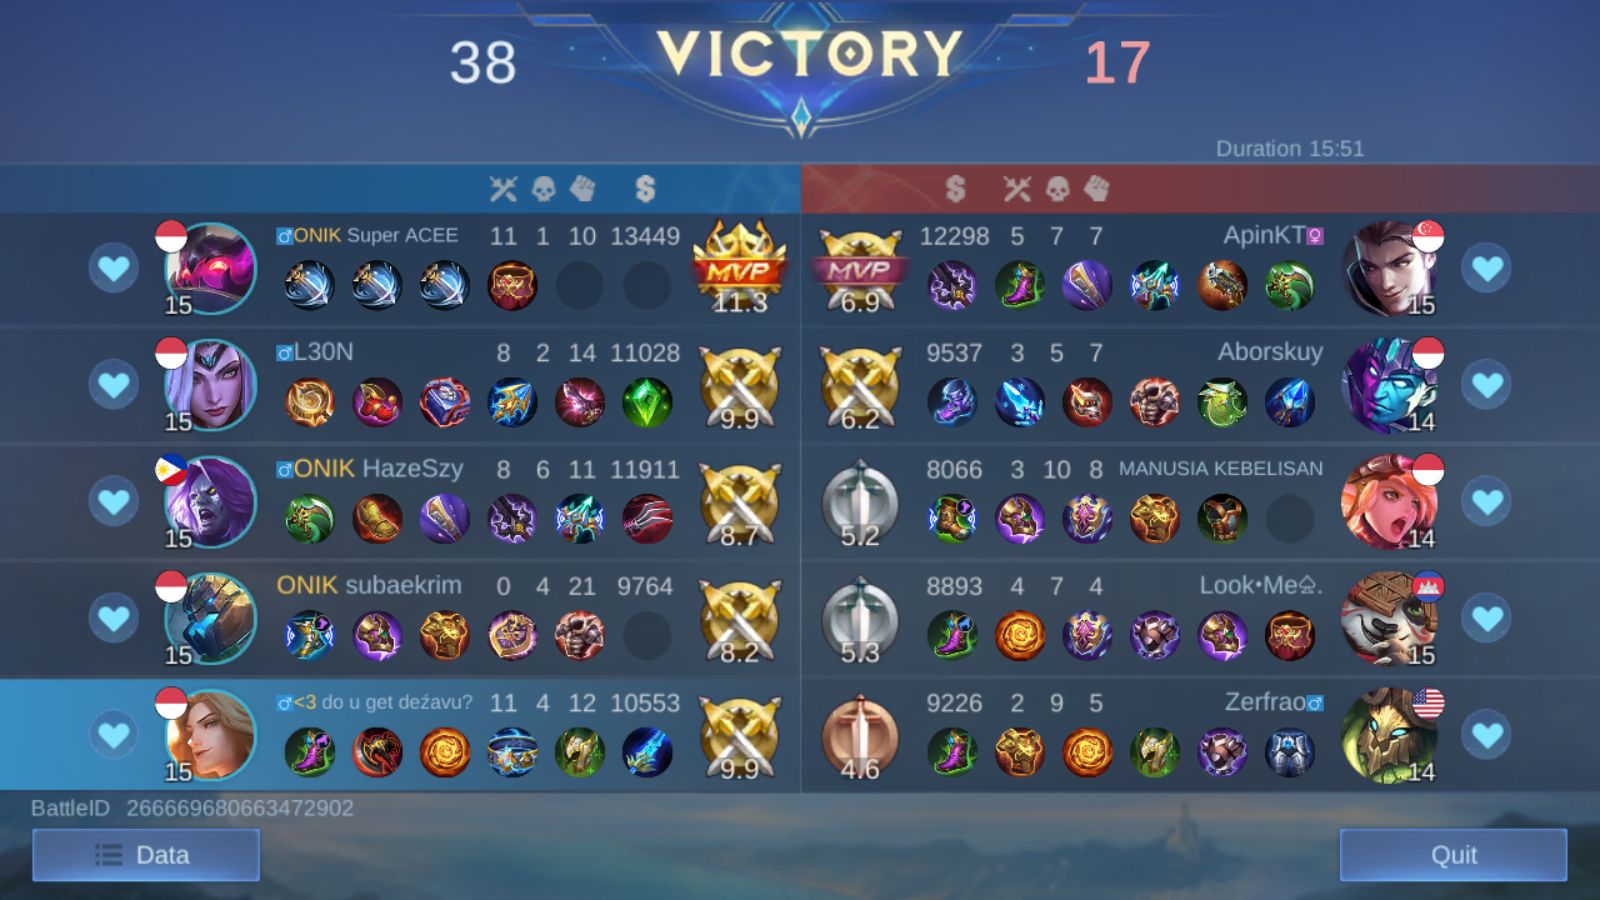 VICTORY
38
17
Duration 15:51
ONIK Super ACEE 11 1 10 13449
MVP
11.3
15
L30N 8 2 14 11028
9.9
15
ONIK HazeSzy 8 6 11 11911
8.7
15
ONIK subaekrim 0 4 21 9764
8.2
15
<3 do u get deźavu? 11 4 12 10553
9.9
15
12298 5 7 7 ApinKT
MVP
6.9
15
9537 3 5 7 Aborskuy
6.2
14
8066 3 10 8 MANUSIA KEBELISAN
5.2
14
8893 4 7 4 Look•Me♤.
5.3
15
9226 2 9 5 Zerfrao
4.6
14
BattleID 266669680663472902
Data
Quit